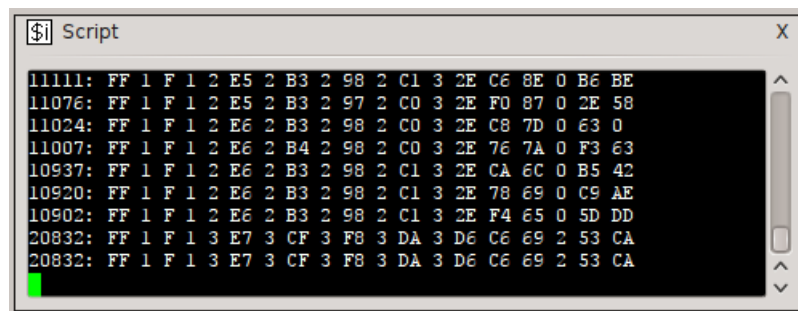 $i Script X
11111: FF 1 F 1 2 E5 2 B3 2 98 2 C1 3 2E C6 8E 0 B6 BE
11076: FF 1 F 1 2 E5 2 B3 2 97 2 C0 3 2E F0 87 0 2E 58
11024: FF 1 F 1 2 E6 2 B3 2 98 2 C0 3 2E C8 7D 0 63 0
11007: FF 1 F 1 2 E6 2 B4 2 98 2 C0 3 2E 76 7A 0 F3 63
10937: FF 1 F 1 2 E6 2 B3 2 98 2 C1 3 2E CA 6C 0 B5 42
10920: FF 1 F 1 2 E6 2 B3 2 98 2 C1 3 2E 78 69 0 C9 AE
10902: FF 1 F 1 2 E6 2 B3 2 98 2 C1 3 2E F4 65 0 5D DD
20832: FF 1 F 1 3 E7 3 CF 3 F8 3 DA 3 D6 C6 69 2 53 CA
20832: FF 1 F 1 3 E7 3 CF 3 F8 3 DA 3 D6 C6 69 2 53 CA